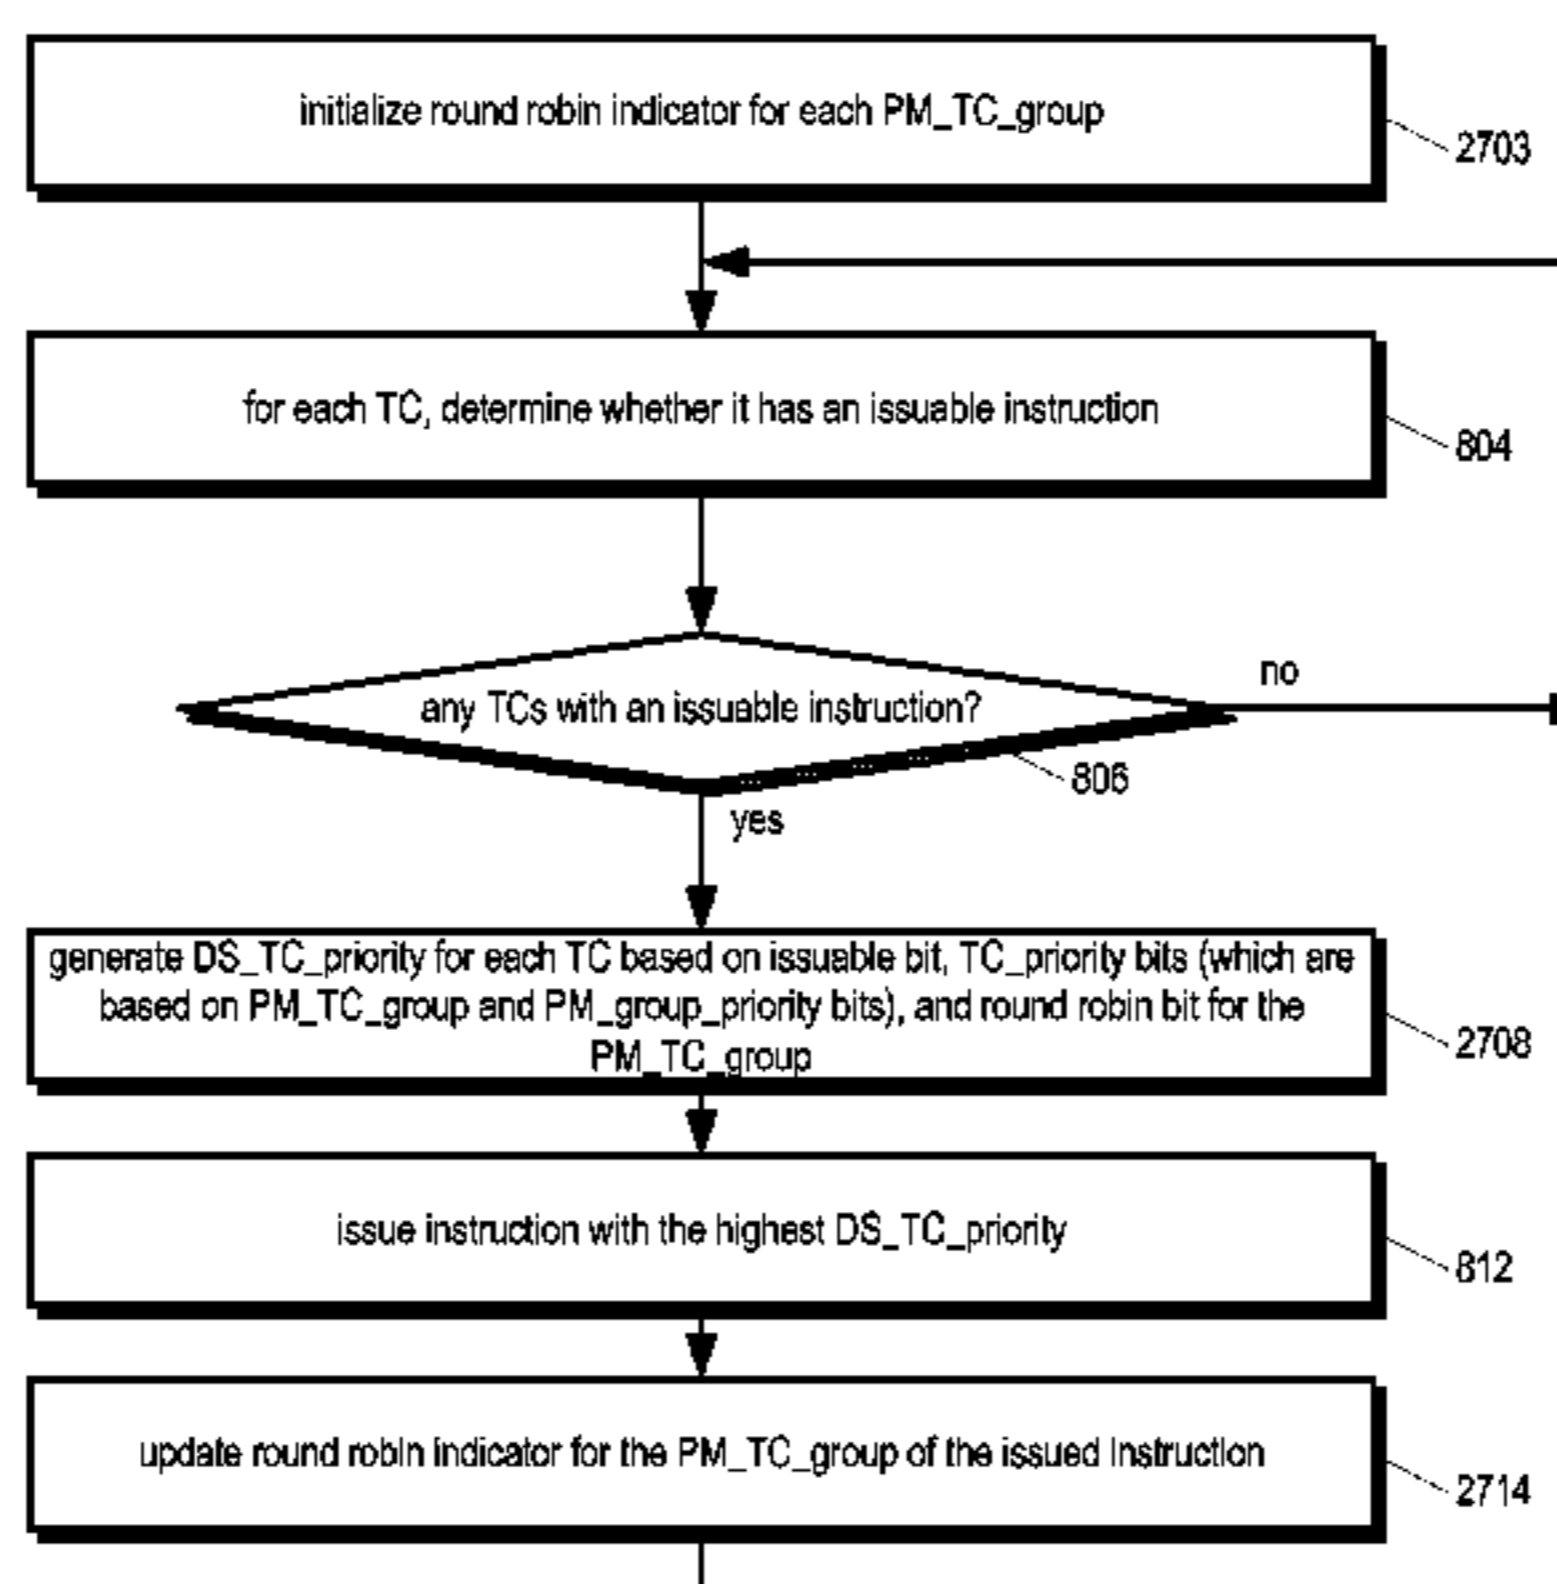 initialize round robin indicator for each PM_TC_group
2703
for each TC, determine whether it has an issuable instruction
804
no
any TCs with an issuable instruction?
806
yes
generate DS_TC_priority for each TC based on issuable bit, TC_priority bits (which are
based on PM_TC_group and PM_group_priority bits), and round robin bit for the
PM_TC_group
2708
issue instruction with the highest DS_TC_priority
812
update round robin indicator for the PM_TC_group of the issued instruction
2714